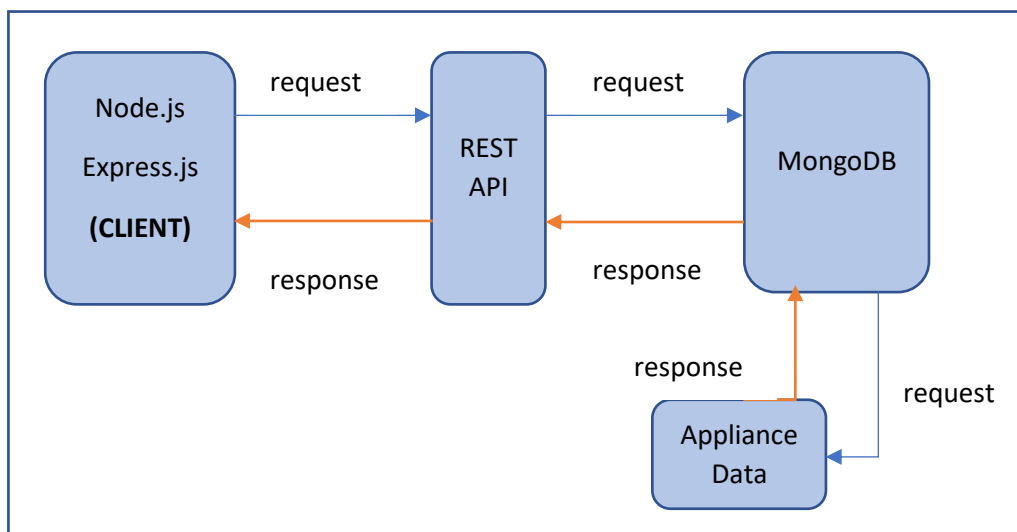 Node.js
Express.js
(CLIENT)
request
response
REST
API
request
response
MongoDB
response
request
Appliance
Data